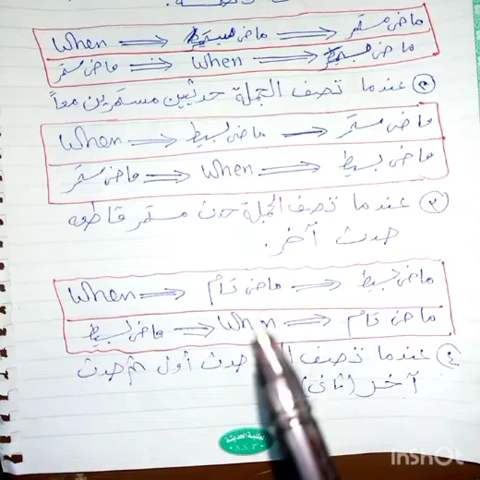 When ⟹ ماضي بسيط ⟹ ماضي مستمر
ماضي مستمر ⟹ When ⟹ ماضي بسيط
② عندما تصف الجملة حدثين مستمرين معاً
When ⟹ ماضي بسيط ⟹ ماضي مستمر
ماضي مستمر ⟹ When ⟹ ماضي بسيط
③ عندما تصف الجملة حدث مستمر قاطعه
حدث آخر.
When ⟹ ماضي تام ⟹ ماضي بسيط
ماضي بسيط ⟹ When ⟹ ماضي تام
④ عندما تصف حدث أول ثم حدث
آخر (ثاني)
S.S.T
InShOt